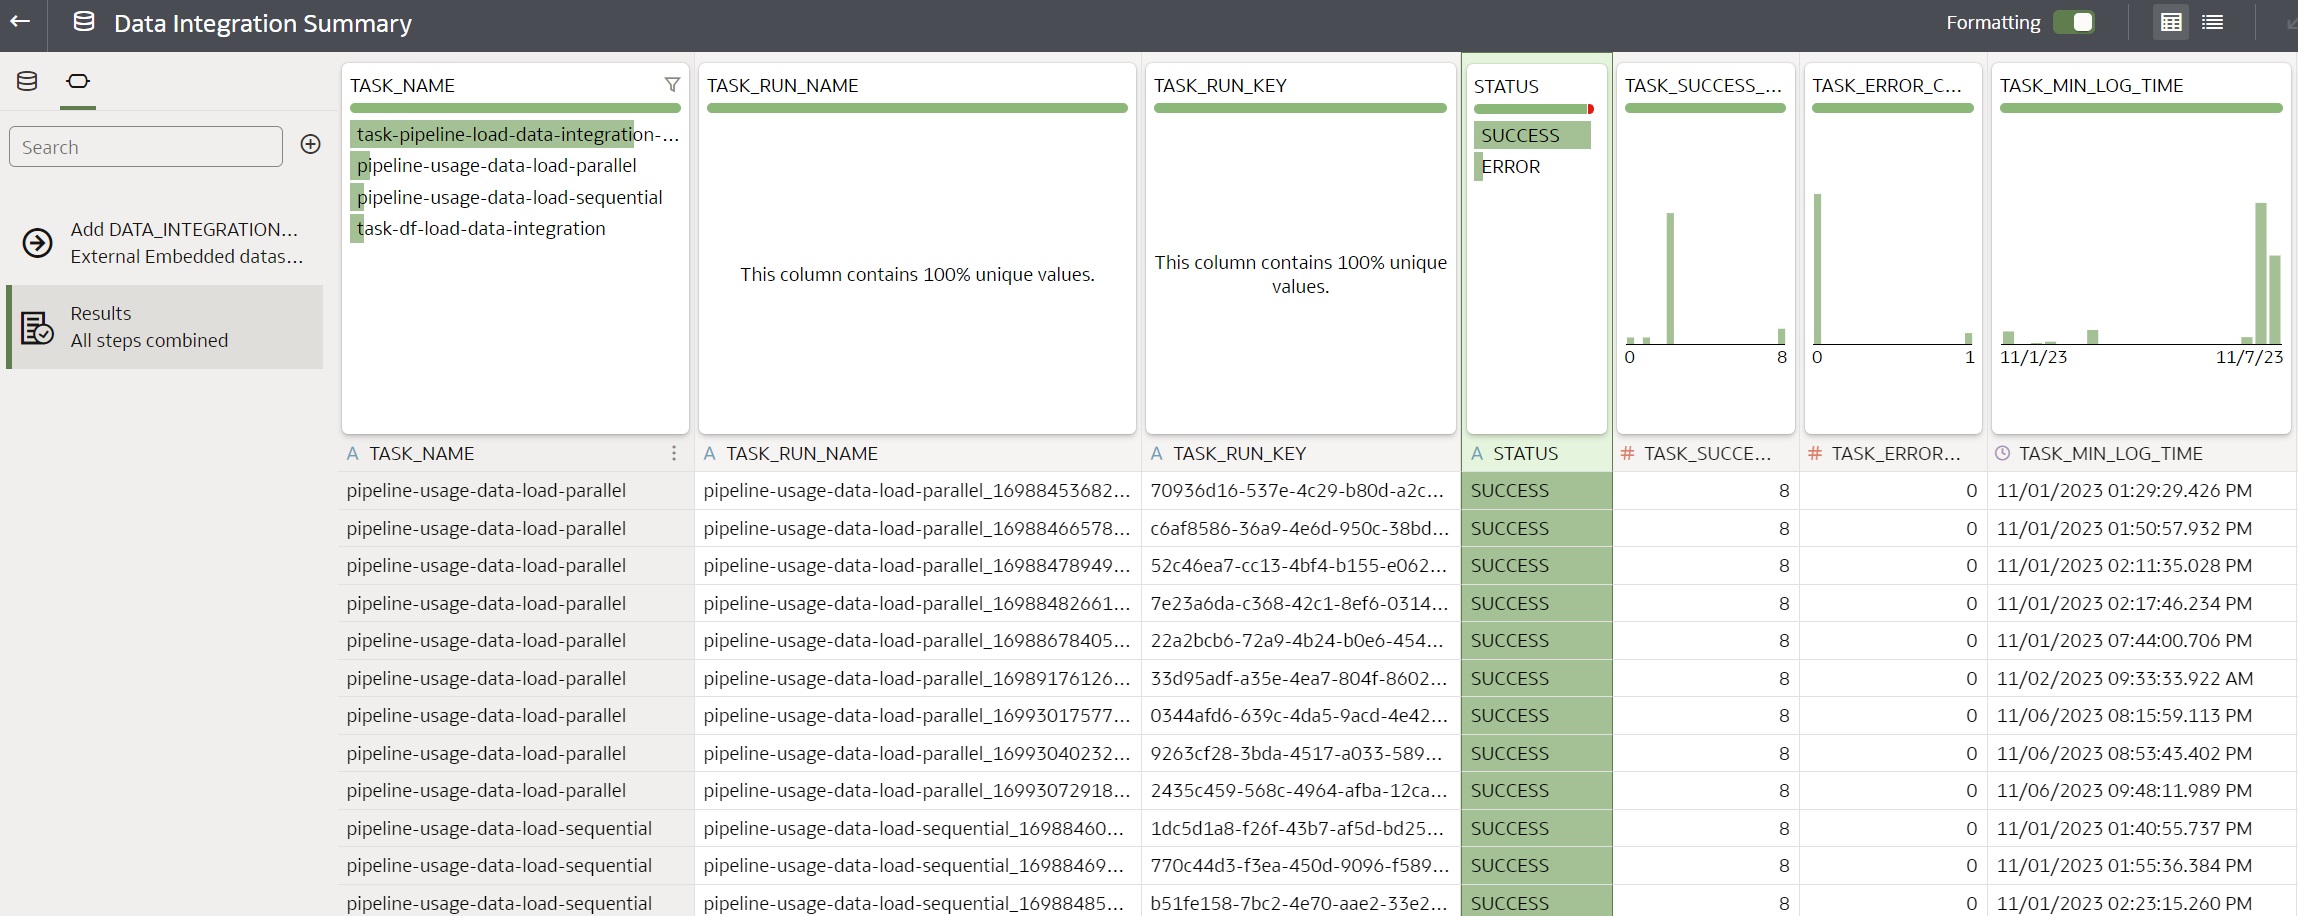 Data Integration Summary
Formatting
Search
Add DATA_INTEGRATION...
External Embedded datas...
Results
All steps combined
TASK_NAME
task-pipeline-load-data-integration-...
pipeline-usage-data-load-parallel
pipeline-usage-data-load-sequential
task-df-load-data-integration
TASK_RUN_NAME
This column contains 100% unique values.
TASK_RUN_KEY
This column contains 100% unique
values.
STATUS
SUCCESS
ERROR
TASK_SUCCESS_...
0 8
TASK_ERROR_C...
0 1
TASK_MIN_LOG_TIME
11/1/23 11/7/23
A TASK_NAME A TASK_RUN_NAME A TASK_RUN_KEY A STATUS # TASK_SUCCE... # TASK_ERROR... TASK_MIN_LOG_TIME
pipeline-usage-data-load-parallel pipeline-usage-data-load-parallel_16988453682... 70936d16-537e-4c29-b80d-a2c... SUCCESS 8 0 11/01/2023 01:29:29.426 PM
pipeline-usage-data-load-parallel pipeline-usage-data-load-parallel_16988466578... c6af8586-36a9-4e6d-950c-38bd... SUCCESS 8 0 11/01/2023 01:50:57.932 PM
pipeline-usage-data-load-parallel pipeline-usage-data-load-parallel_16988478949... 52c46ea7-cc13-4bf4-b155-e062... SUCCESS 8 0 11/01/2023 02:11:35.028 PM
pipeline-usage-data-load-parallel pipeline-usage-data-load-parallel_16988482661... 7e23a6da-c368-42c1-8ef6-0314... SUCCESS 8 0 11/01/2023 02:17:46.234 PM
pipeline-usage-data-load-parallel pipeline-usage-data-load-parallel_16988678405... 22a2bcb6-72a9-4b24-b0e6-454... SUCCESS 8 0 11/01/2023 07:44:00.706 PM
pipeline-usage-data-load-parallel pipeline-usage-data-load-parallel_16989176126... 33d95adf-a35e-4ea7-804f-8602... SUCCESS 8 0 11/02/2023 09:33:33.922 AM
pipeline-usage-data-load-parallel pipeline-usage-data-load-parallel_16993017577... 0344afd6-639c-4da5-9acd-4e42... SUCCESS 8 0 11/06/2023 08:15:59.113 PM
pipeline-usage-data-load-parallel pipeline-usage-data-load-parallel_16993040232... 9263cf28-3bda-4517-a033-589... SUCCESS 8 0 11/06/2023 08:53:43.402 PM
pipeline-usage-data-load-parallel pipeline-usage-data-load-parallel_16993072918... 2435c459-568c-4964-afba-12ca... SUCCESS 8 0 11/06/2023 09:48:11.989 PM
pipeline-usage-data-load-sequential pipeline-usage-data-load-sequential_16988460... 1dc5d1a8-f26f-43b7-af5d-bd25... SUCCESS 8 0 11/01/2023 01:40:55.737 PM
pipeline-usage-data-load-sequential pipeline-usage-data-load-sequential_16988469... 770c44d3-f3ea-450d-9096-f589... SUCCESS 8 0 11/01/2023 01:55:36.384 PM
pipeline-usage-data-load-sequential pipeline-usage-data-load-sequential_16988485... b51fe158-7bc2-4e70-aae2-33e2... SUCCESS 8 0 11/01/2023 02:23:15.260 PM